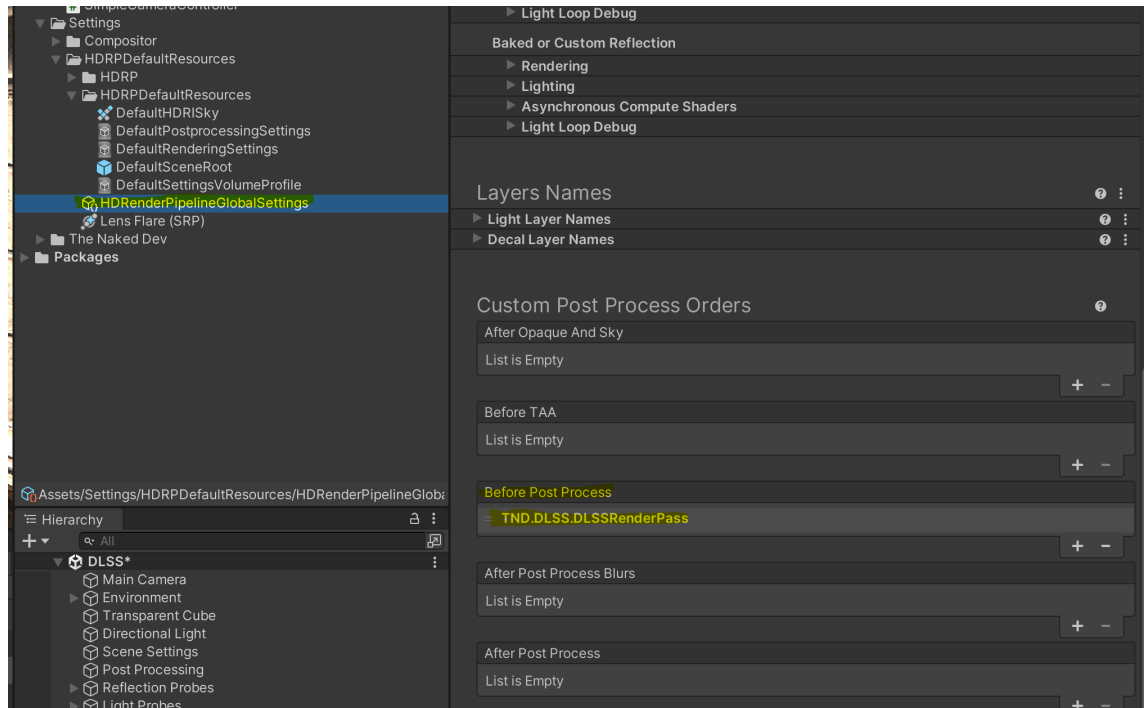 SimpleCameraController
Settings
Compositor
HDRPDefaultResources
HDRP
HDRPDefaultResources
DefaultHDRISky
DefaultPostprocessingSettings
DefaultRenderingSettings
DefaultSceneRoot
DefaultSettingsVolumeProfile
HDRenderPipelineGlobalSettings
Lens Flare (SRP)
The Naked Dev
Packages
Assets/Settings/HDRPDefaultResources/HDRenderPipelineGloba
Hierarchy
All
DLSS*
Main Camera
Environment
Transparent Cube
Directional Light
Scene Settings
Post Processing
Reflection Probes
Light Probes
Light Loop Debug
Baked or Custom Reflection
Rendering
Lighting
Asynchronous Compute Shaders
Light Loop Debug
Layers Names
Light Layer Names
Decal Layer Names
Custom Post Process Orders
After Opaque And Sky
List is Empty
Before TAA
List is Empty
Before Post Process
TND.DLSS.DLSSRenderPass
After Post Process Blurs
List is Empty
After Post Process
List is Empty